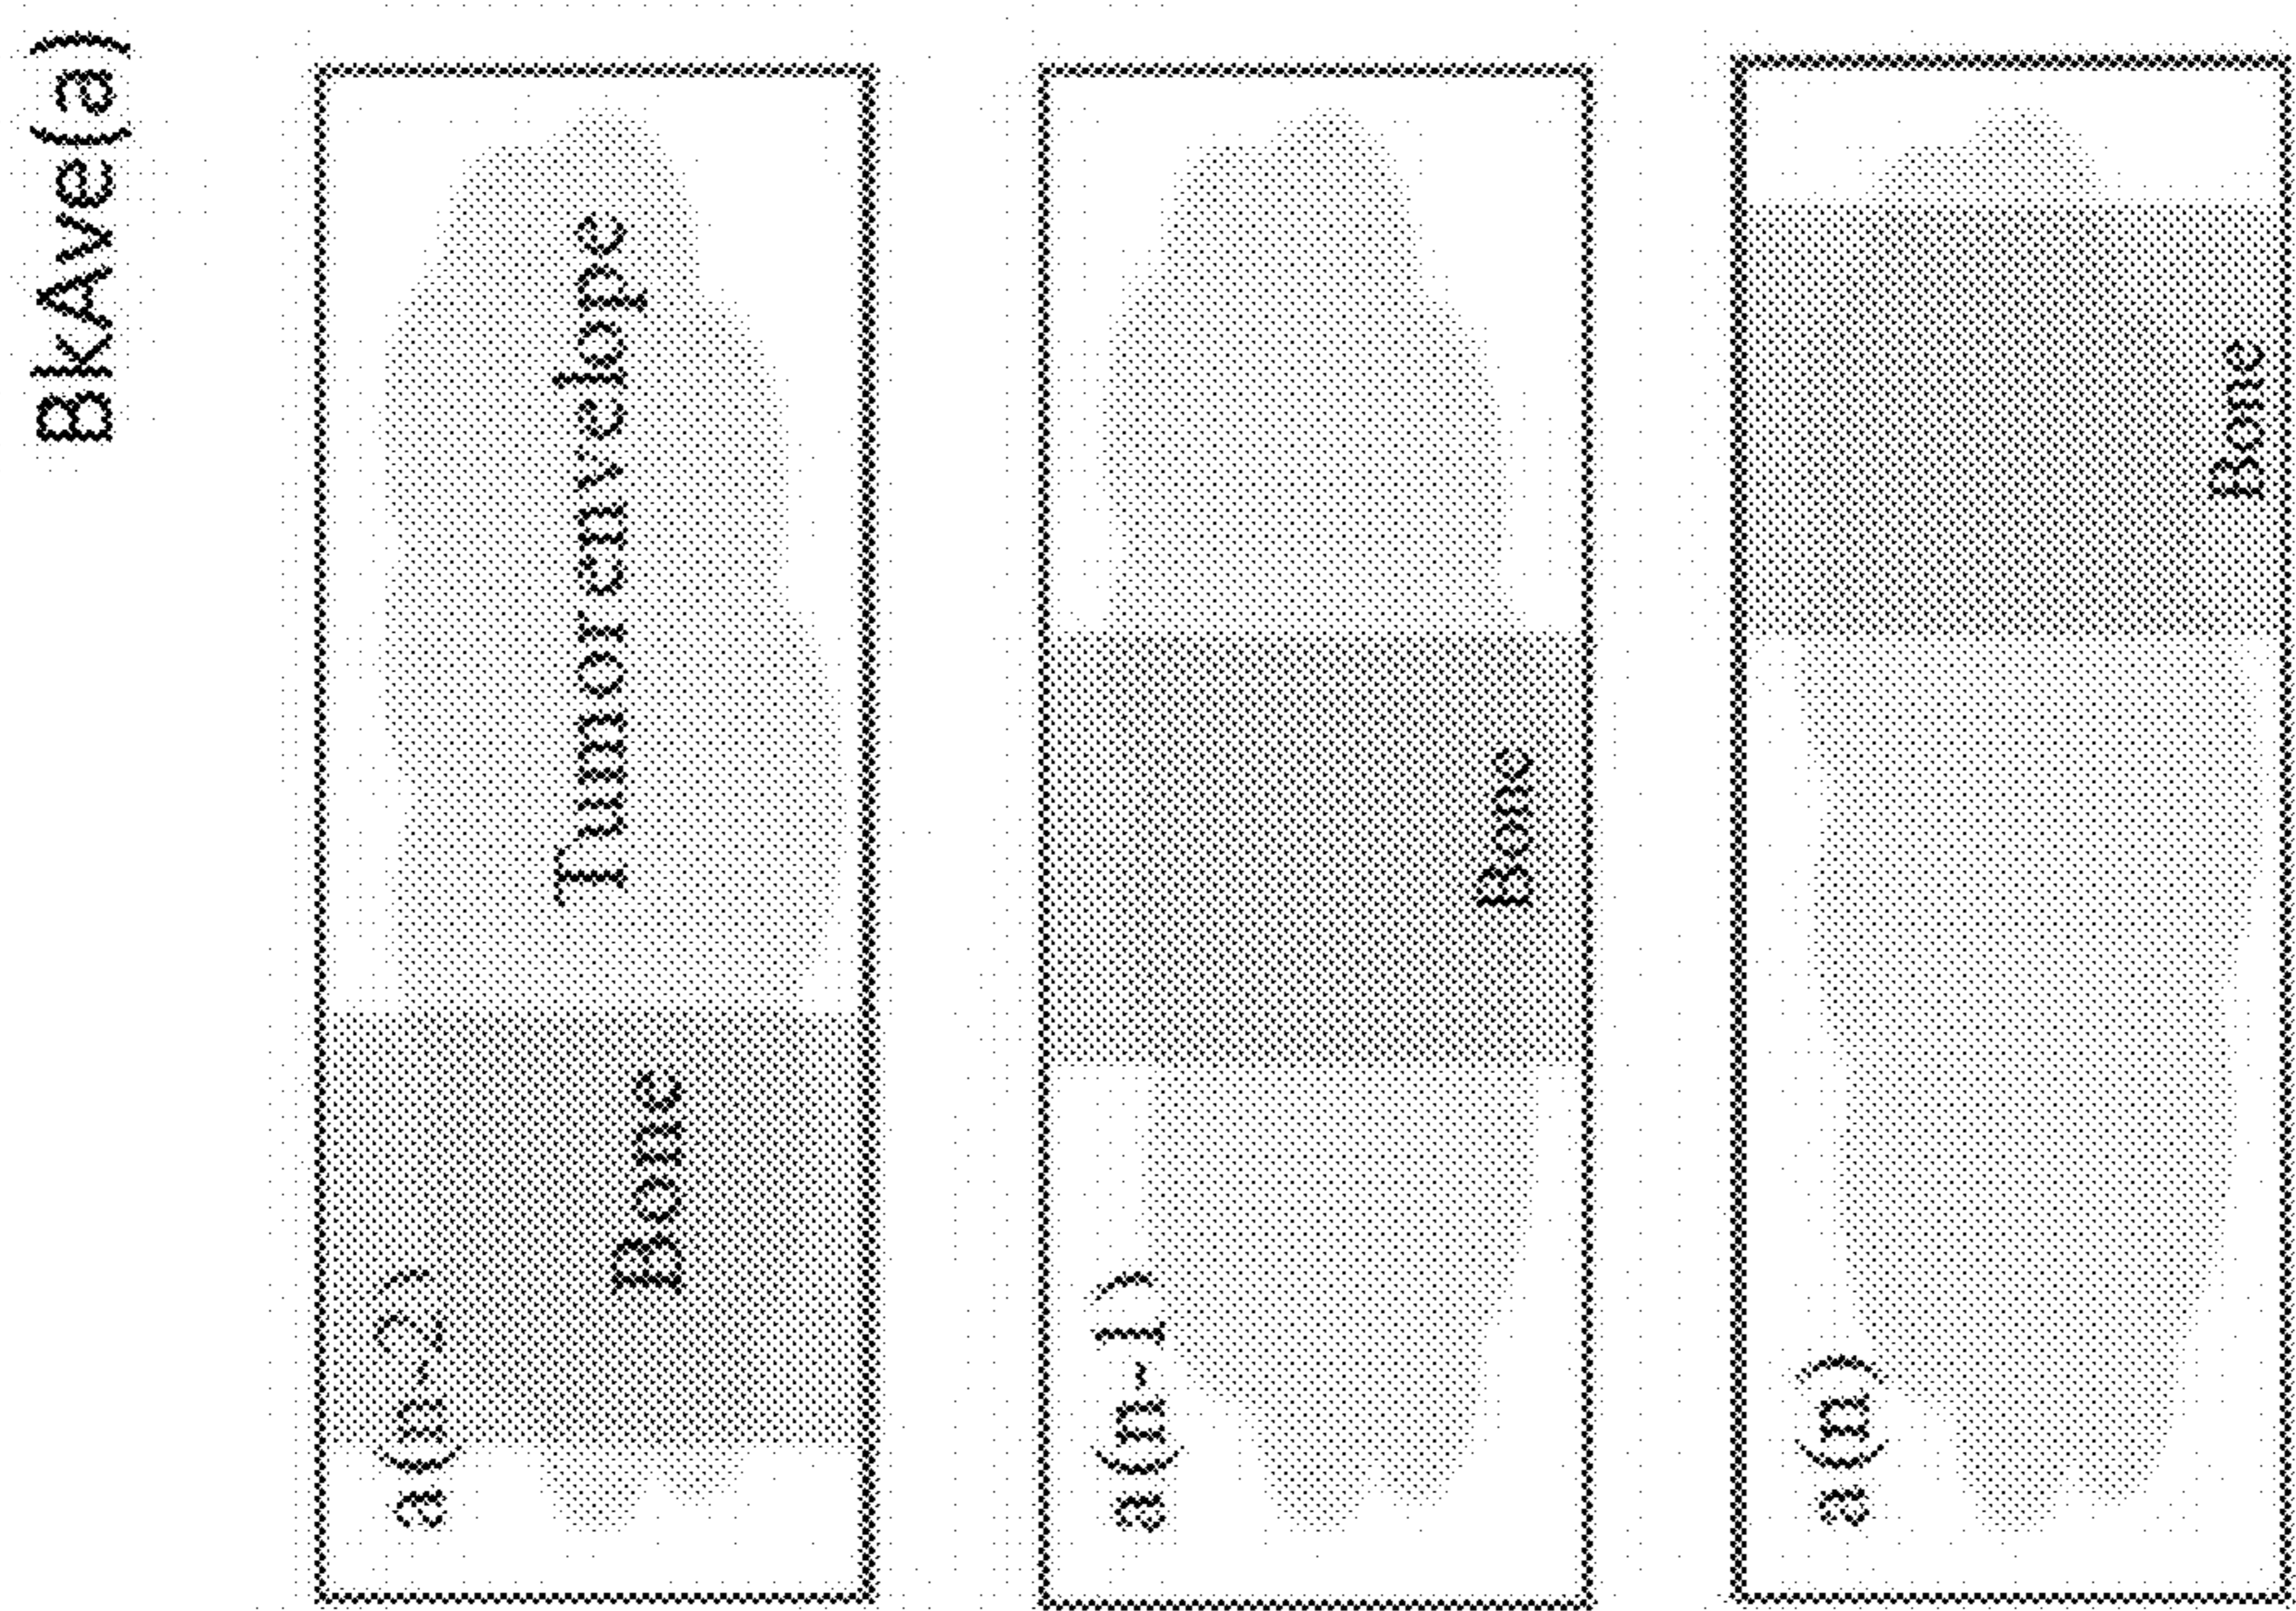 BkAve(a)
a(n-2)
Bone
Tumor envelope
a(n-1)
Bone
a(n)
Bone